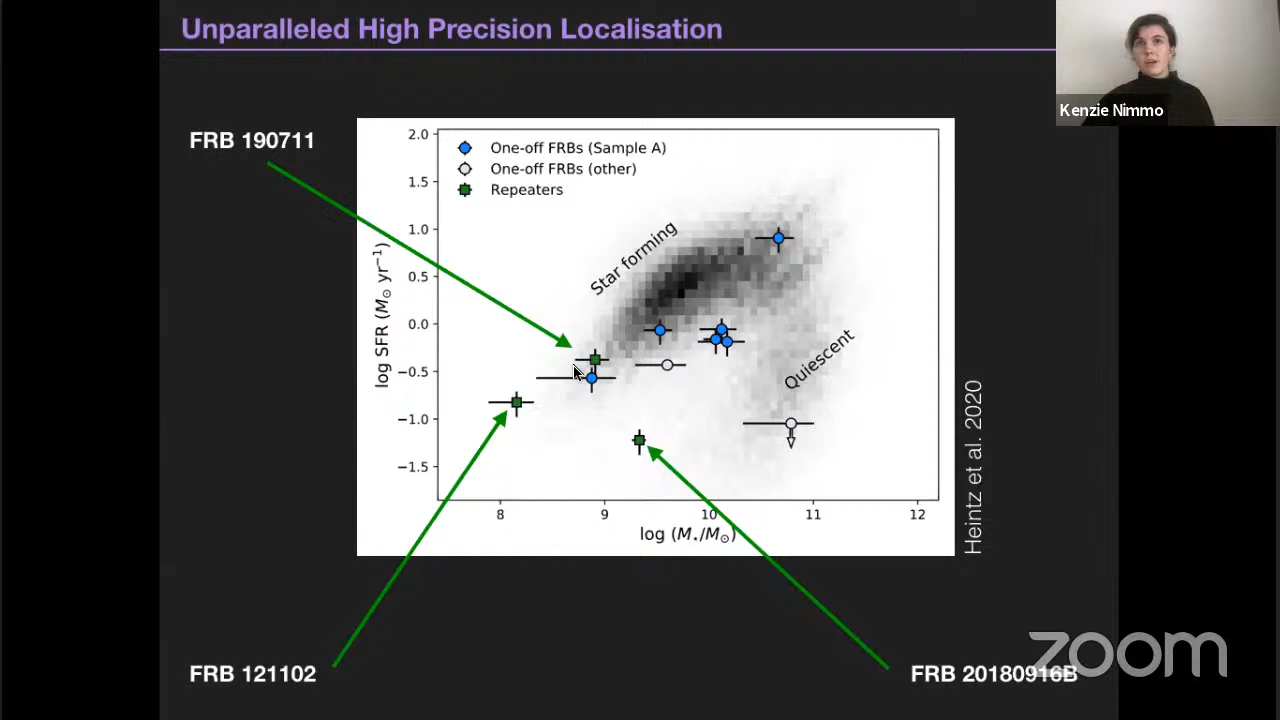 Unparalleled High Precision Localisation
Kenzie Nimmo
FRB 190711
One-off FRBs (Sample A)
One-off FRBs (other)
Repeaters
Star forming
Quiescent
log SFR (M⊙ yr⁻¹)
2.0
1.5
1.0
0.5
0.0
−0.5
−1.0
−1.5
8 9 10 11 12
log (M⋆/M⊙)
Heintz et al. 2020
FRB 121102
FRB 20180916B
zoom